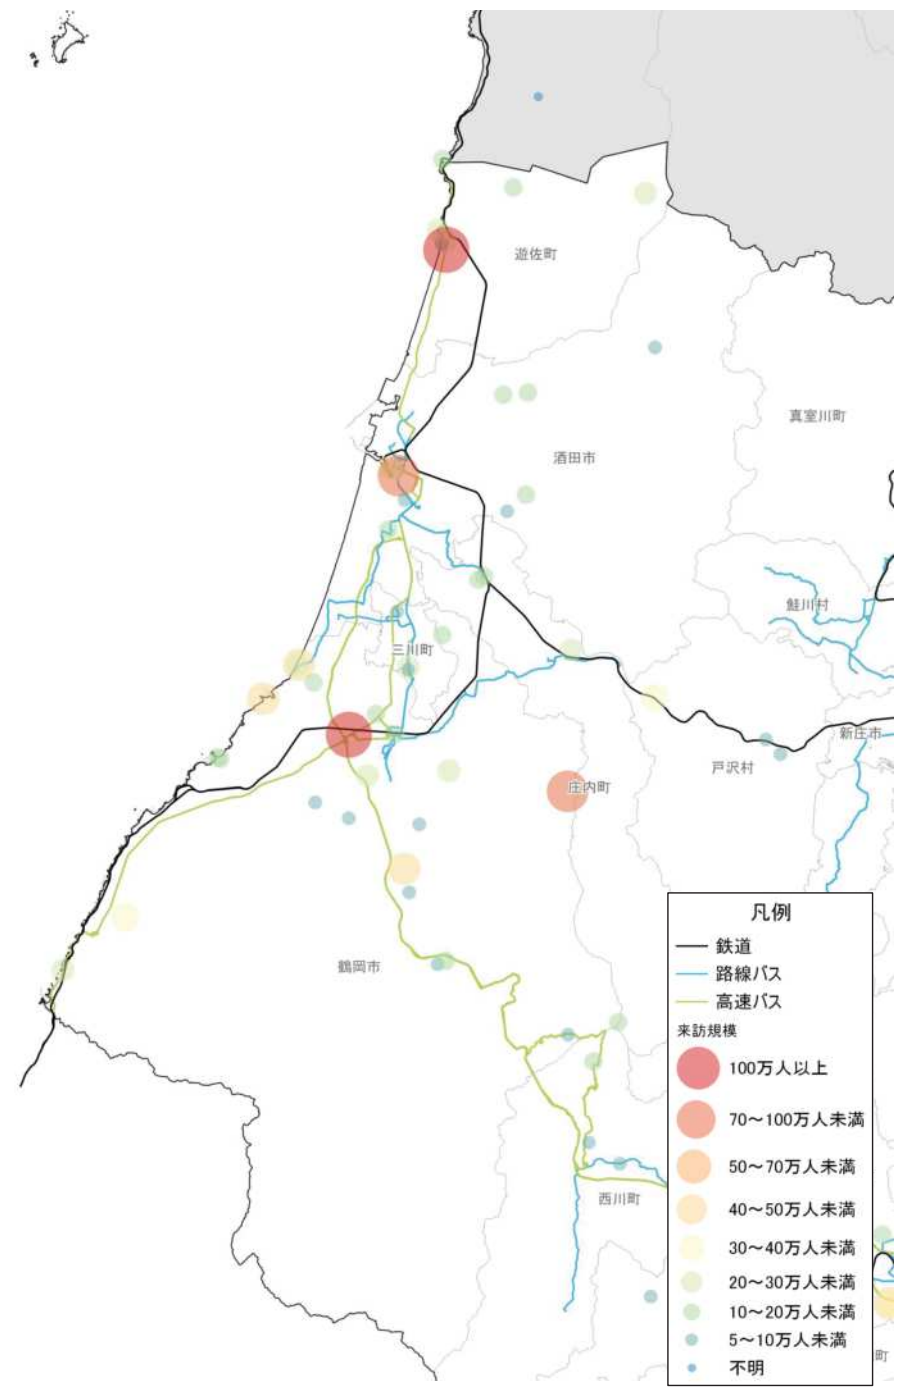 遊佐町
真室川町
酒田市
鮭川村
三川町
新庄市
戸沢村
庄内町
鶴岡市
西川町
町
凡例
鉄道
路線バス
高速バス
来訪規模
100万人以上
70～100万人未満
50～70万人未満
40～50万人未満
30～40万人未満
20～30万人未満
10～20万人未満
5～10万人未満
不明